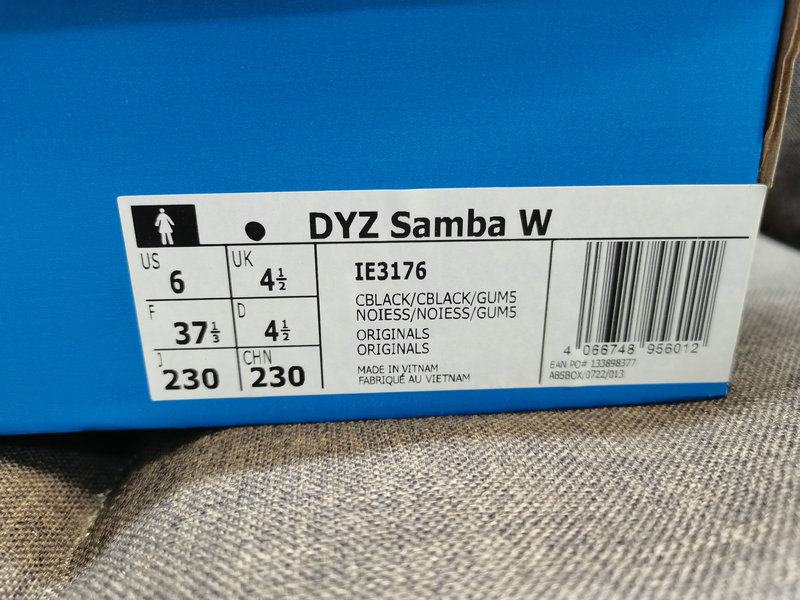 DYZ Samba W
US 6
UK 4½
F 37⅓
D 4½
J 230
CHN 230
IE3176
CBLACK/CBLACK/GUM5
NOIESS/NOIESS/GUM5
ORIGINALS
ORIGINALS
MADE IN VITNAM
FABRIQUÉ AU VIETNAM
4 066748 956012
EAN PO# 133898377
ABSBOX/0722/013